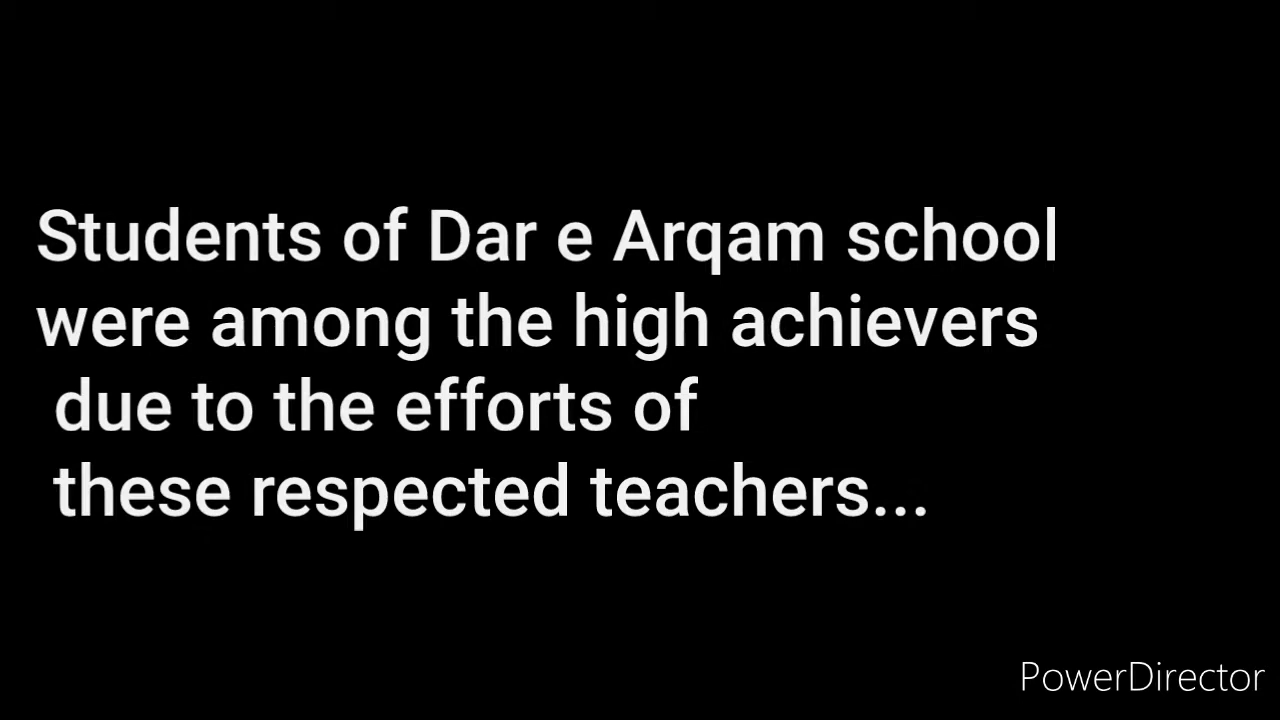 Students of Dar e Arqam school
were among the high achievers
due to the efforts of
these respected teachers...
PowerDirector